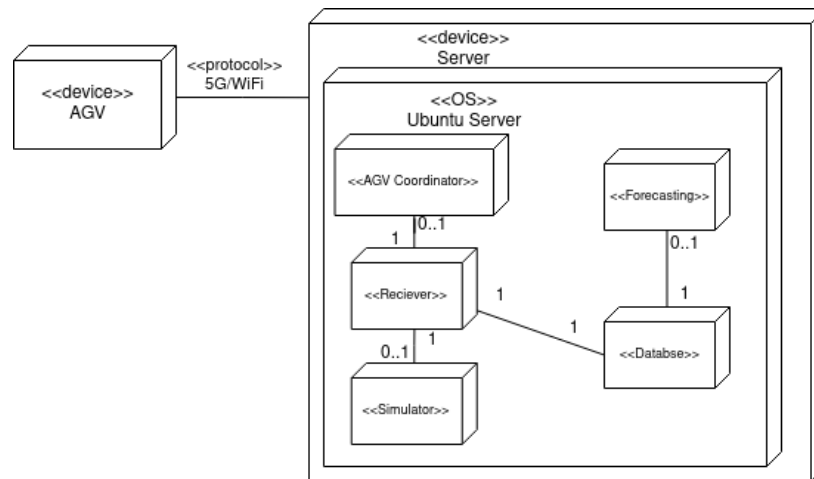 <<device>>
AGV
<<protocol>>
5G/WiFi
<<device>>
Server
<<OS>>
Ubuntu Server
<<AGV Coordinator>>
0..1
1
<<Reciever>>
1
0..1
<<Simulator>>
1
1
<<Forecasting>>
0..1
1
<<Databse>>